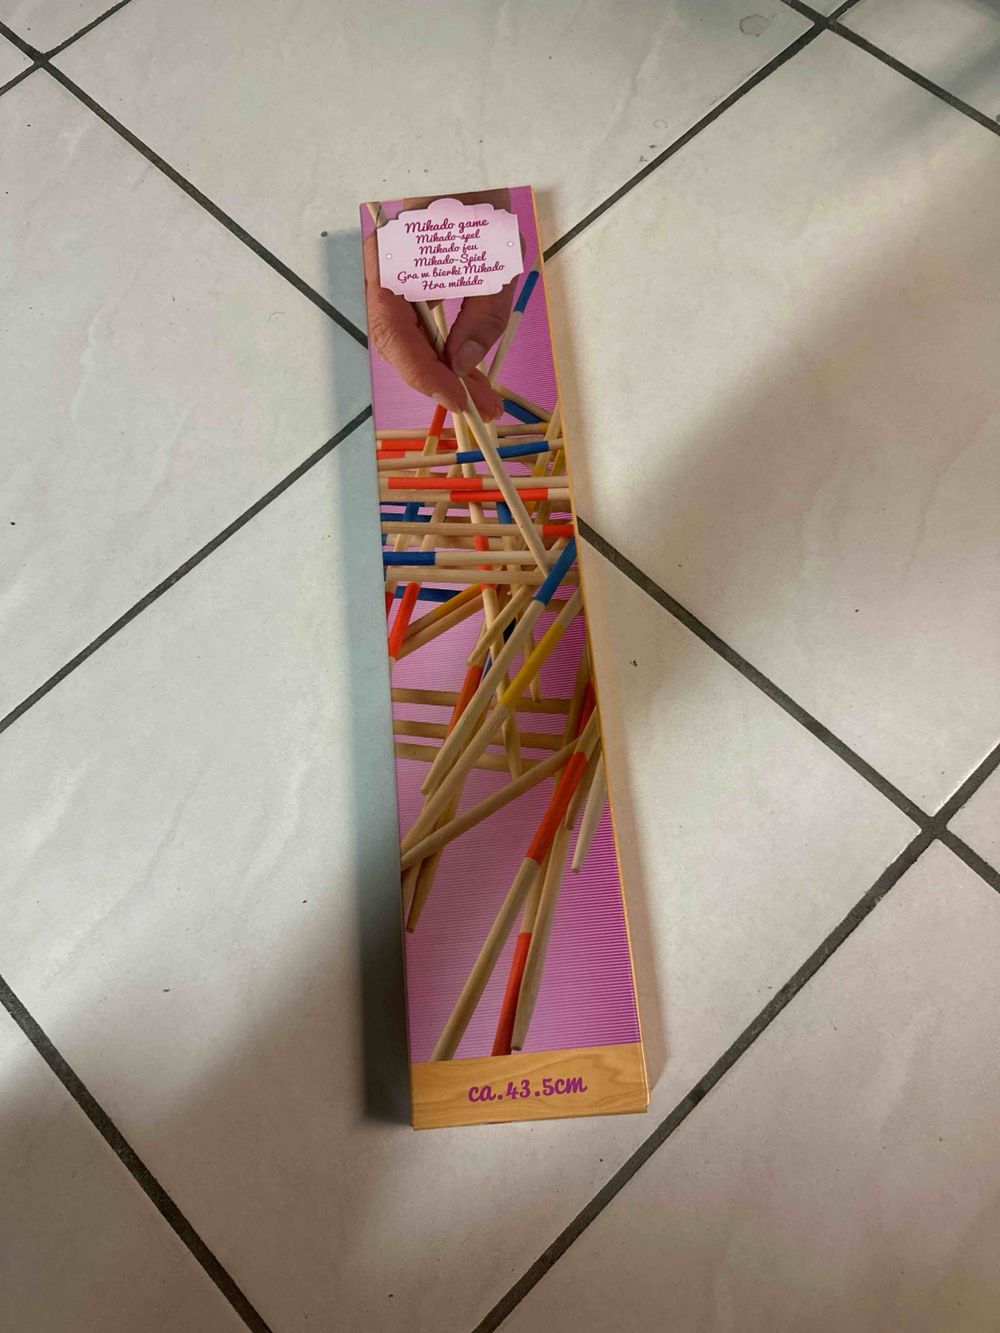 Mikado game
Mikado-spel
Mikado jeu
Mikado-Spiel
Gra w bierki Mikado
Hra mikádo
ca.43.5cm